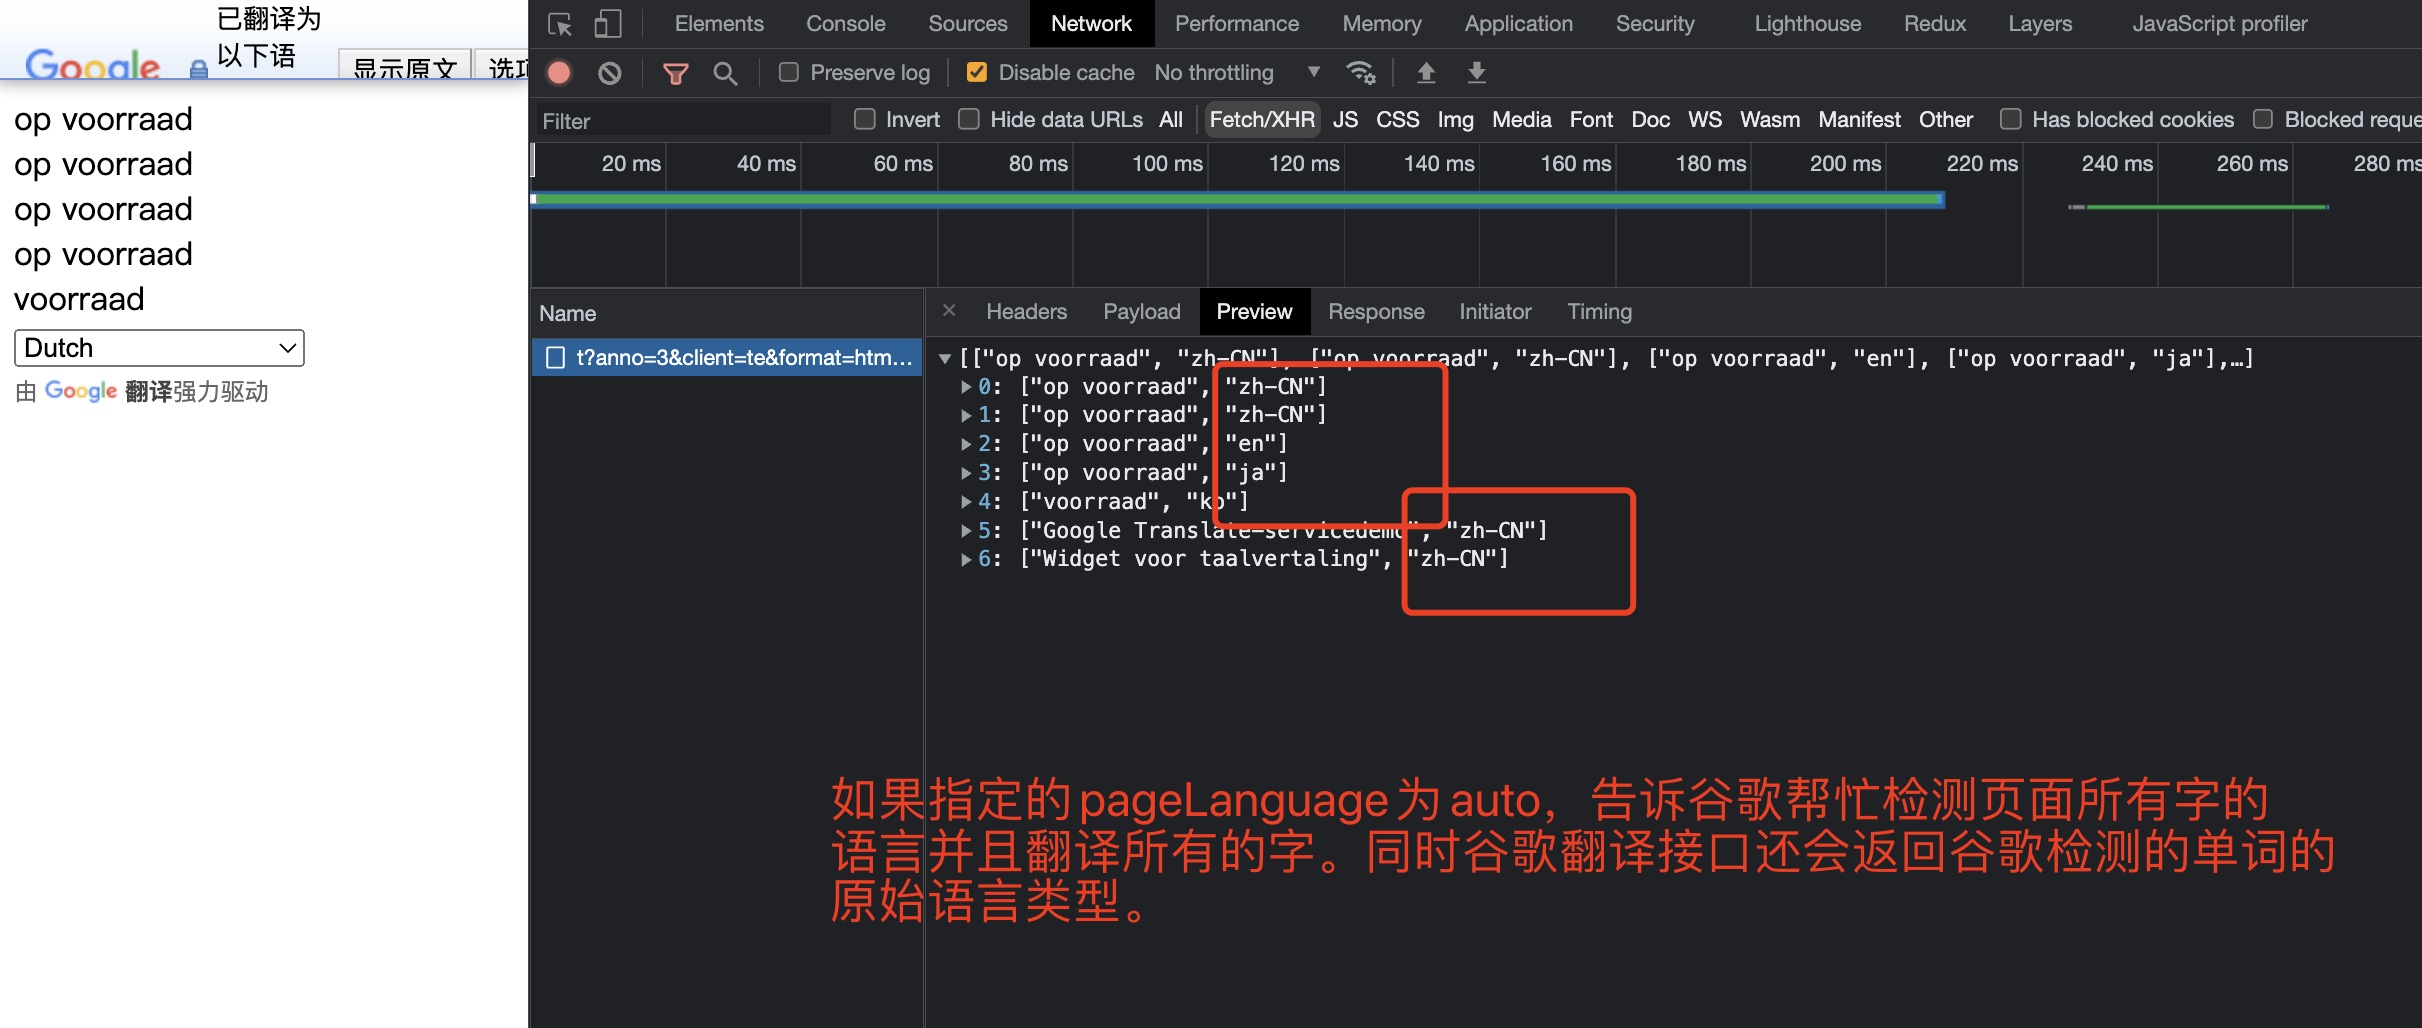 已翻译为
以下语
Google
显示原文
op voorraad
op voorraad
op voorraad
op voorraad
voorraad
Dutch
由 Google 翻译强力驱动
Elements Console Sources Network Performance Memory Application Security Lighthouse Redux Layers JavaScript profiler
Preserve log Disable cache No throttling
Filter Invert Hide data URLs All Fetch/XHR JS CSS Img Media Font Doc WS Wasm Manifest Other Has blocked cookies Blocked reque
20 ms 40 ms 60 ms 80 ms 100 ms 120 ms 140 ms 160 ms 180 ms 200 ms 220 ms 240 ms 260 ms 280 ms
Name
t?anno=3&client=te&format=htm...
× Headers Payload Preview Response Initiator Timing
[["op voorraad", "zh-CN"], ["op voorraad", "zh-CN"], ["op voorraad", "en"], ["op voorraad", "ja"],…]
0: ["op voorraad", "zh-CN"]
1: ["op voorraad", "zh-CN"]
2: ["op voorraad", "en"]
3: ["op voorraad", "ja"]
4: ["voorraad",
5: ["Google Translate-servicedemo", "zh-CN"]
6: ["Widget voor taalvertaling", "zh-CN"]
如果指定的pageLanguage为auto，告诉谷歌帮忙检测页面所有字的
语言并且翻译所有的字。同时谷歌翻译接口还会返回谷歌检测的单词的
原始语言类型。